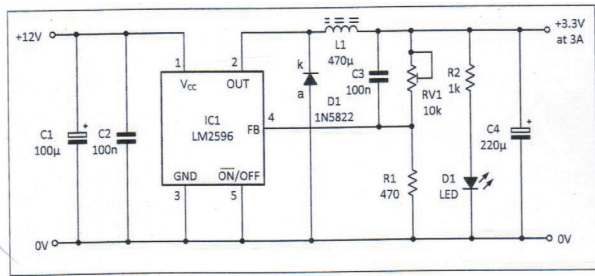 +12V
+3.3V
at 3A
1
2
VCC
OUT
L1
470µ
k
a
C3
100n
RV1
10k
R2
1k
D1
1N5822
IC1
LM2596
FB
4
C1
100µ
+
C2
100n
C4
220µ
+
R1
470
D1
LED
GND
ON/OFF
3
5
0V
0V